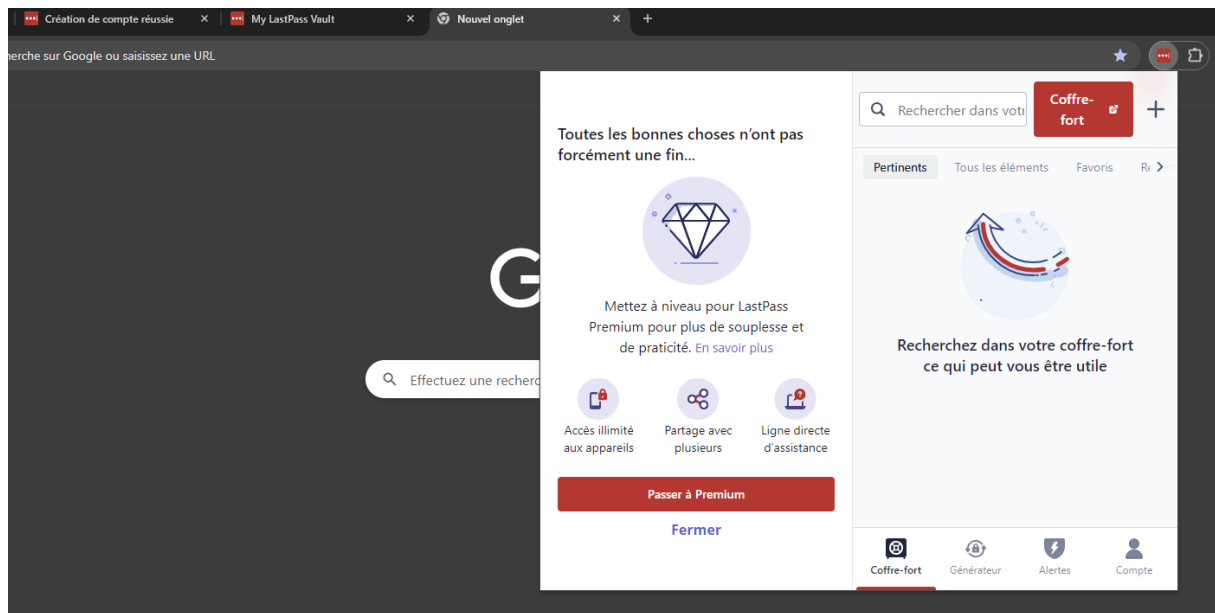 Création de compte réussie
My LastPass Vault
Nouvel onglet
herche sur Google ou saisissez une URL
Toutes les bonnes choses n'ont pas
forcément une fin...
Mettez à niveau pour LastPass
Premium pour plus de souplesse et
de praticité. En savoir plus
Accès illimité
aux appareils
Partage avec
plusieurs
Ligne directe
d'assistance
Passer à Premium
Fermer
G
Effectuez une recherc
Rechercher dans votr
Coffre-
fort
Pertinents Tous les éléments Favoris Re
Recherchez dans votre coffre-fort
ce qui peut vous être utile
Coffre-fort Générateur Alertes Compte